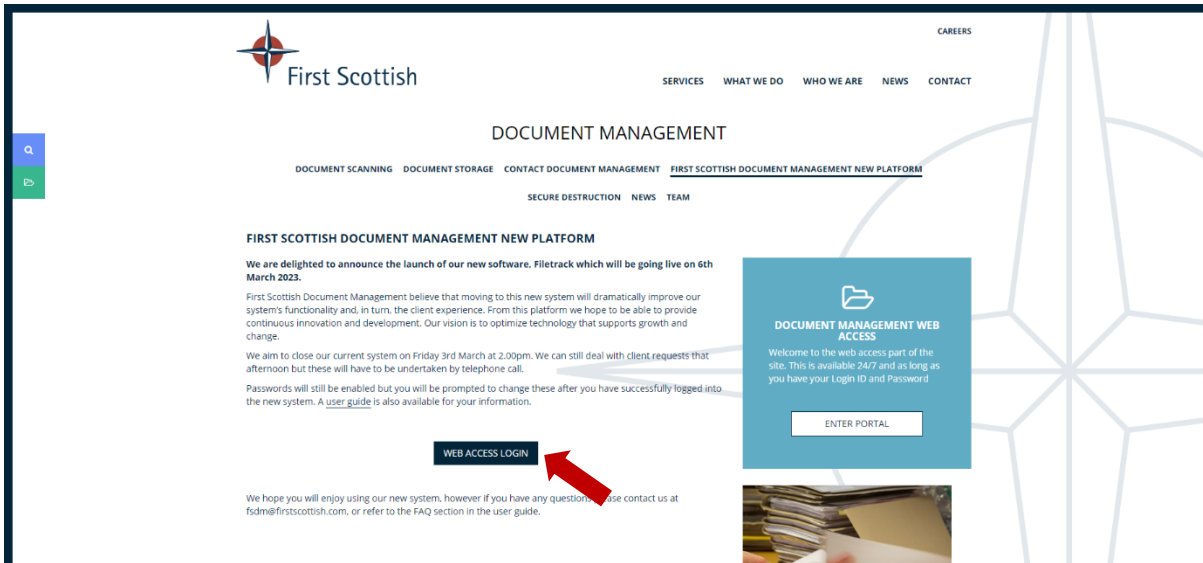 CAREERS
First Scottish
SERVICES WHAT WE DO WHO WE ARE NEWS CONTACT
DOCUMENT MANAGEMENT
DOCUMENT SCANNING DOCUMENT STORAGE CONTACT DOCUMENT MANAGEMENT FIRST SCOTTISH DOCUMENT MANAGEMENT NEW PLATFORM
SECURE DESTRUCTION NEWS TEAM
FIRST SCOTTISH DOCUMENT MANAGEMENT NEW PLATFORM
We are delighted to announce the launch of our new software, Filetrack which will be going live on 6th
March 2023.
First Scottish Document Management believe that moving to this new system will dramatically improve our
system's functionality and, in turn, the client experience. From this platform we hope to be able to provide
continuous innovation and development. Our vision is to optimize technology that supports growth and
change.
We aim to close our current system on Friday 3rd March at 2.00pm. We can still deal with client requests that
afternoon but these will have to be undertaken by telephone call.
Passwords will still be enabled but you will be prompted to change these after you have successfully logged into
the new system. A user guide is also available for your information.
WEB ACCESS LOGIN
We hope you will enjoy using our new system, however if you have any questions contact us at
fsdm@firstscottish.com, or refer to the FAQ section in the user guide.
DOCUMENT MANAGEMENT WEB
ACCESS
Welcome to the web access part of the
site. This is available 24/7 and as long as
you have your Login ID and Password
ENTER PORTAL